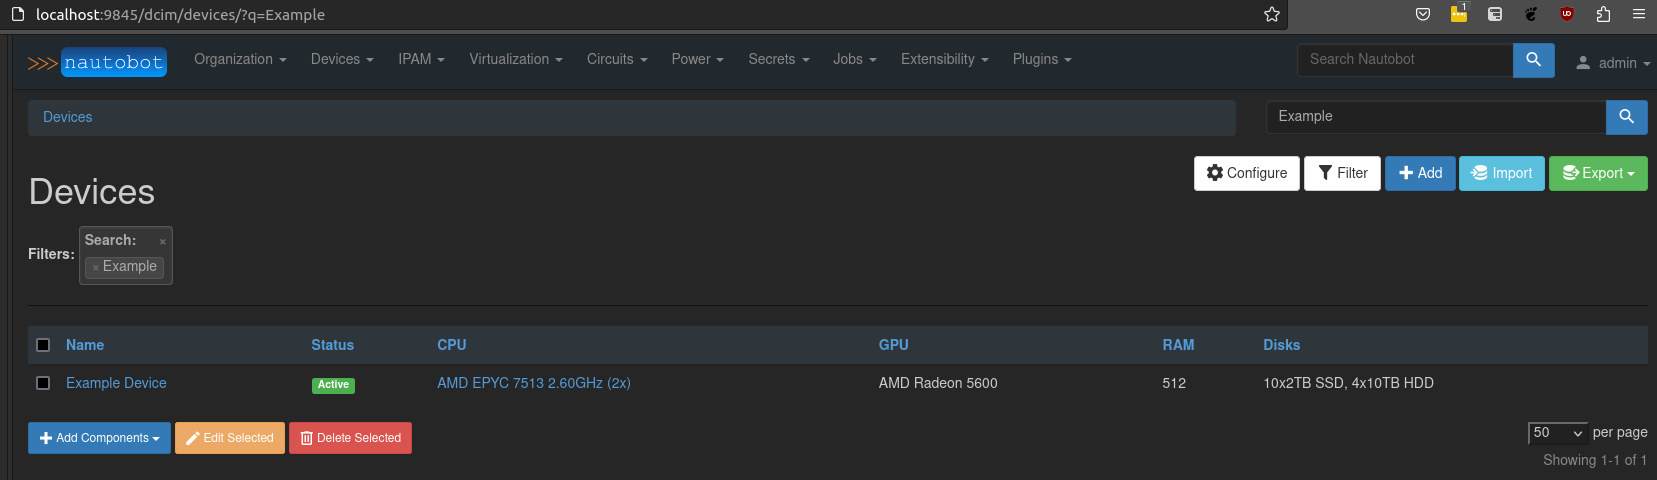 localhost:9845/dcim/devices/?q=Example
1
>>> nautobot Organization Devices IPAM Virtualization Circuits Power Secrets Jobs Extensibility Plugins Search Nautobot admin
Devices Example
Devices Configure Filter Add Import Export
Filters: Search: ×
× Example
Name Status CPU GPU RAM Disks
Example Device Active AMD EPYC 7513 2.60GHz (2x) AMD Radeon 5600 512 10x2TB SSD, 4x10TB HDD
Add Components Edit Selected Delete Selected 50 per page
Showing 1-1 of 1